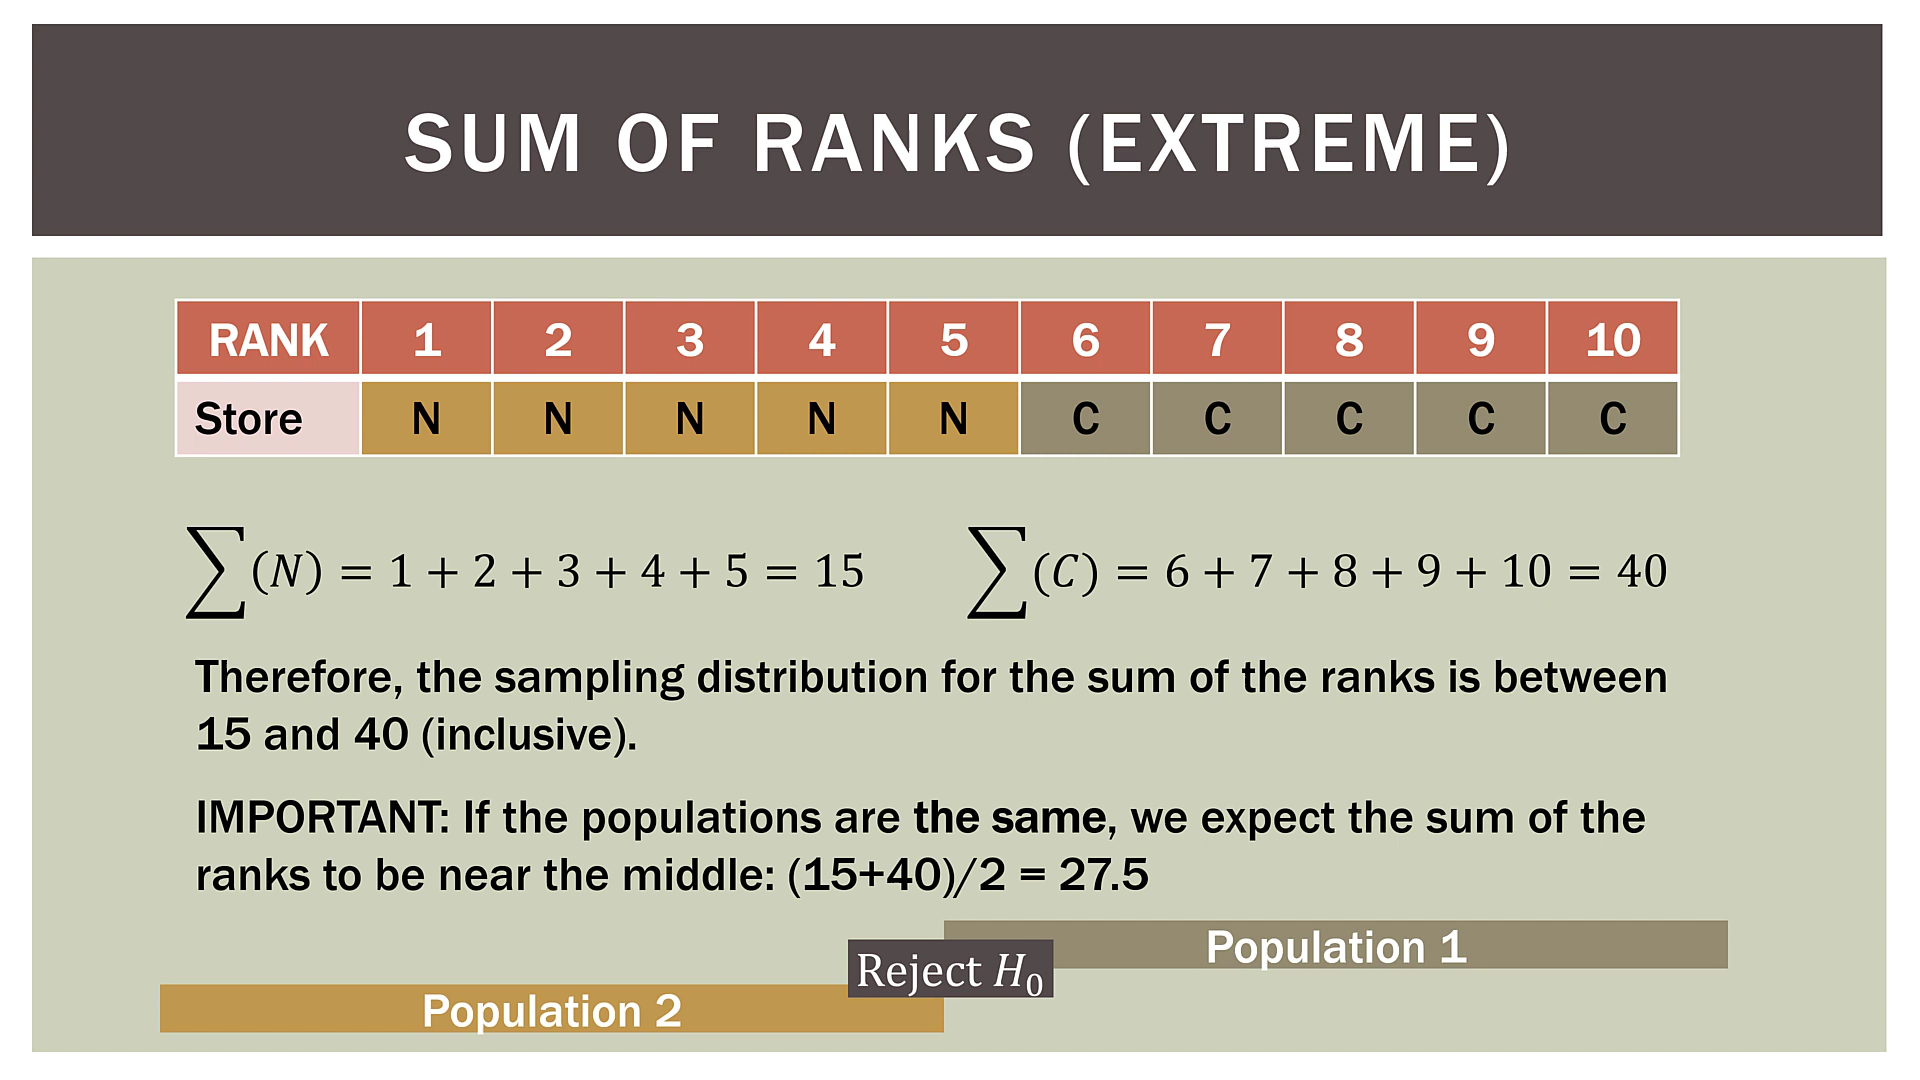 SUM OF RANKS (EXTREME)
RANK 1 2 3 4 5 6 7 8 9 10
Store N N N N N C C C C C
∑(N) = 1 + 2 + 3 + 4 + 5 = 15 ∑(C) = 6 + 7 + 8 + 9 + 10 = 40
Therefore, the sampling distribution for the sum of the ranks is between
15 and 40 (inclusive).
IMPORTANT: If the populations are the same, we expect the sum of the
ranks to be near the middle: (15+40)/2 = 27.5
Population 1
Reject H₀
Population 2